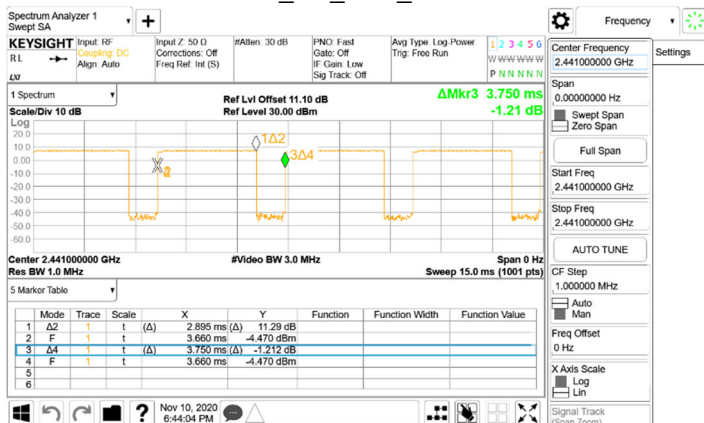 Spectrum Analyzer 1
Swept SA
Frequency
KEYSIGHT
RL
LXI
Input: RF
Coupling: DC
Align: Auto
Input Z: 50 Ω
Corrections: Off
Freq Ref: Int (S)
#Atten: 30 dB
PNO: Fast
Gate: Off
IF Gain: Low
Sig Track: Off
Avg Type: Log-Power
Trig: Free Run
1 2 3 4 5 6
W W W W W W
P N N N N N
Center Frequency
2.441000000 GHz
Settings
1 Spectrum
Scale/Div 10 dB
Ref Lvl Offset 11.10 dB
Ref Level 30.00 dBm
ΔMkr3 3.750 ms
-1.21 dB
Span
0.00000000 Hz
Swept Span
Zero Span
Full Span
Start Freq
2.441000000 GHz
Stop Freq
2.441000000 GHz
AUTO TUNE
CF Step
1.000000 MHz
Auto
Man
Freq Offset
0 Hz
X Axis Scale
Log
Lin
Signal Track
(Span Zoom)
Log
20.0
10.0
0.00
-10.0
-20.0
-30.0
-40.0
-50.0
-60.0
1Δ2
3Δ4
Center 2.441000000 GHz
Res BW 1.0 MHz
#Video BW 3.0 MHz
Span 0 Hz
Sweep 15.0 ms (1001 pts)
5 Marker Table
Mode Trace Scale X Y Function Function Width Function Value
1 Δ2 1 t (Δ) 2.895 ms (Δ) 11.29 dB
2 F 1 t 3.660 ms -4.470 dBm
3 Δ4 1 t (Δ) 3.750 ms (Δ) -1.212 dB
4 F 1 t 3.660 ms -4.470 dBm
5
6
?
Nov 10, 2020
6:44:04 PM